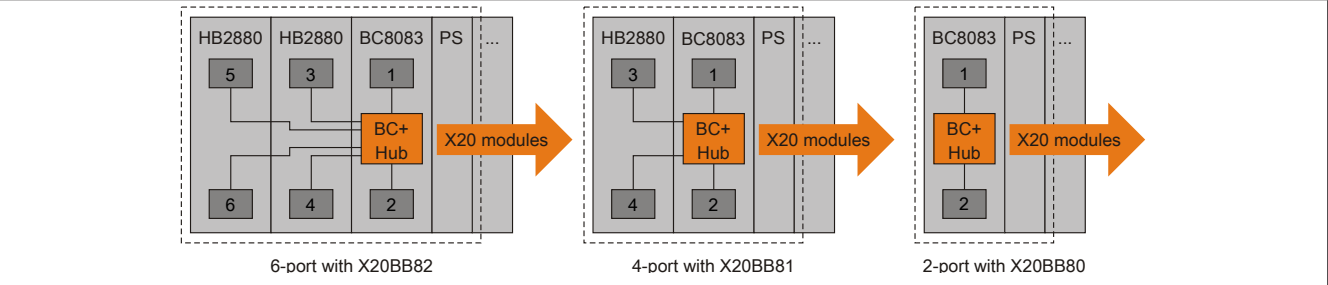 HB2880 HB2880 BC8083 PS ...
5 3 1
BC+
Hub
X20 modules
6 4 2
6-port with X20BB82
HB2880 BC8083 PS ...
3 1
BC+
Hub
X20 modules
4 2
4-port with X20BB81
BC8083 PS ...
1
BC+
Hub
X20 modules
2
2-port with X20BB80